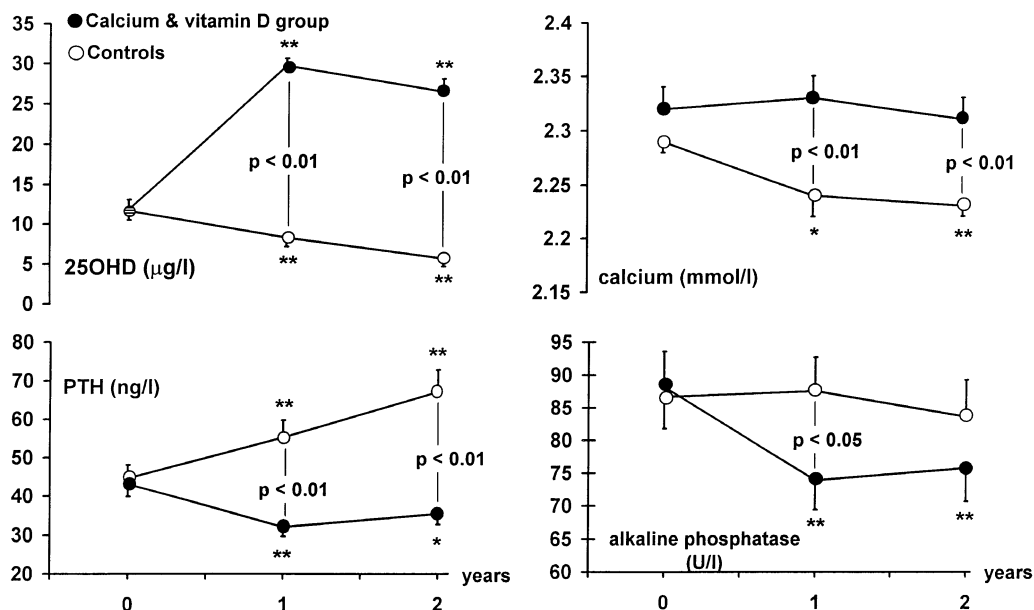 35
30
25
20
15
10
5
0
● Calcium & vitamin D group
○ Controls
**
**
p < 0.01
p < 0.01
**
**
25OHD (µg/l)
2.4
2.35
2.3
2.25
2.2
2.15
p < 0.01
p < 0.01
*
**
calcium (mmol/l)
80
70
60
50
40
30
20
PTH (ng/l)
**
**
p < 0.01
p < 0.01
**
*
0
1
2
years
95
90
85
80
75
70
65
60
p < 0.05
**
**
alkaline phosphatase
(U/l)
0
1
2
years